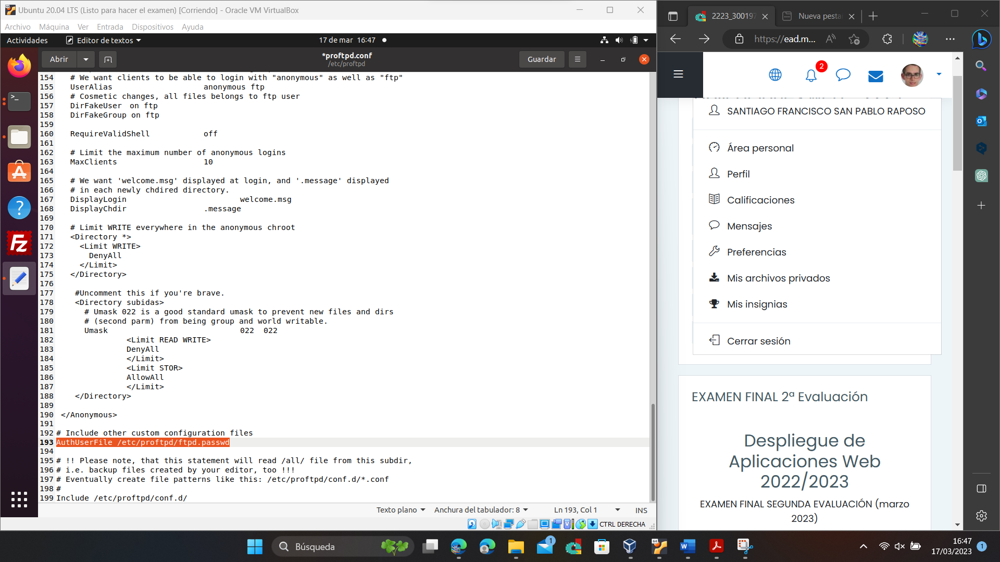 Ubuntu 20.04 LTS (Listo para hacer el examen) [Corriendo] - Oracle VM VirtualBox
Archivo Máquina Ver Entrada Dispositivos Ayuda
Actividades Editor de textos 17 de mar 16:47
Abrir *proftpd.conf Guardar
/etc/proftpd
154 # We want clients to be able to login with "anonymous" as well as "ftp"
155 UserAlias anonymous ftp
156 # Cosmetic changes, all files belongs to ftp user
157 DirFakeUser on ftp
158 DirFakeGroup on ftp
159
160 RequireValidShell off
161
162 # Limit the maximum number of anonymous logins
163 MaxClients 10
164
165 # We want 'welcome.msg' displayed at login, and '.message' displayed
166 # in each newly chdired directory.
167 DisplayLogin welcome.msg
168 DisplayChdir .message
169
170 # Limit WRITE everywhere in the anonymous chroot
171 <Directory *>
172 <Limit WRITE>
173 DenyAll
174 </Limit>
175 </Directory>
176
177 #Uncomment this if you're brave.
178 <Directory subidas>
179 # Umask 022 is a good standard umask to prevent new files and dirs
180 # (second parm) from being group and world writable.
181 Umask 022 022
182 <Limit READ WRITE>
183 DenyAll
184 </Limit>
185 <Limit STOR>
186 AllowAll
187 </Limit>
188 </Directory>
189
190 </Anonymous>
191
192 # Include other custom configuration files
193 AuthUserFile /etc/proftpd/ftpd.passwd
194
195 # !! Please note, that this statement will read /all/ file from this subdir,
196 # i.e. backup files created by your editor, too !!!
197 # Eventually create file patterns like this: /etc/proftpd/conf.d/*.conf
198 #
199 Include /etc/proftpd/conf.d/
Texto plano Anchura del tabulador: 8 Ln 193, Col 1 INS
CTRL DERECHA
2223_300197 Nueva pesta
https://ead.m...
2
SANTIAGO FRANCISCO SAN PABLO RAPOSO
Área personal
Perfil
Calificaciones
Mensajes
Preferencias
Mis archivos privados
Mis insignias
Cerrar sesión
EXAMEN FINAL 2ª Evaluación
Despliegue de
Aplicaciones Web
2022/2023
EXAMEN FINAL SEGUNDA EVALUACIÓN (marzo
2023)
Búsqueda
1
16:47
17/03/2023
1